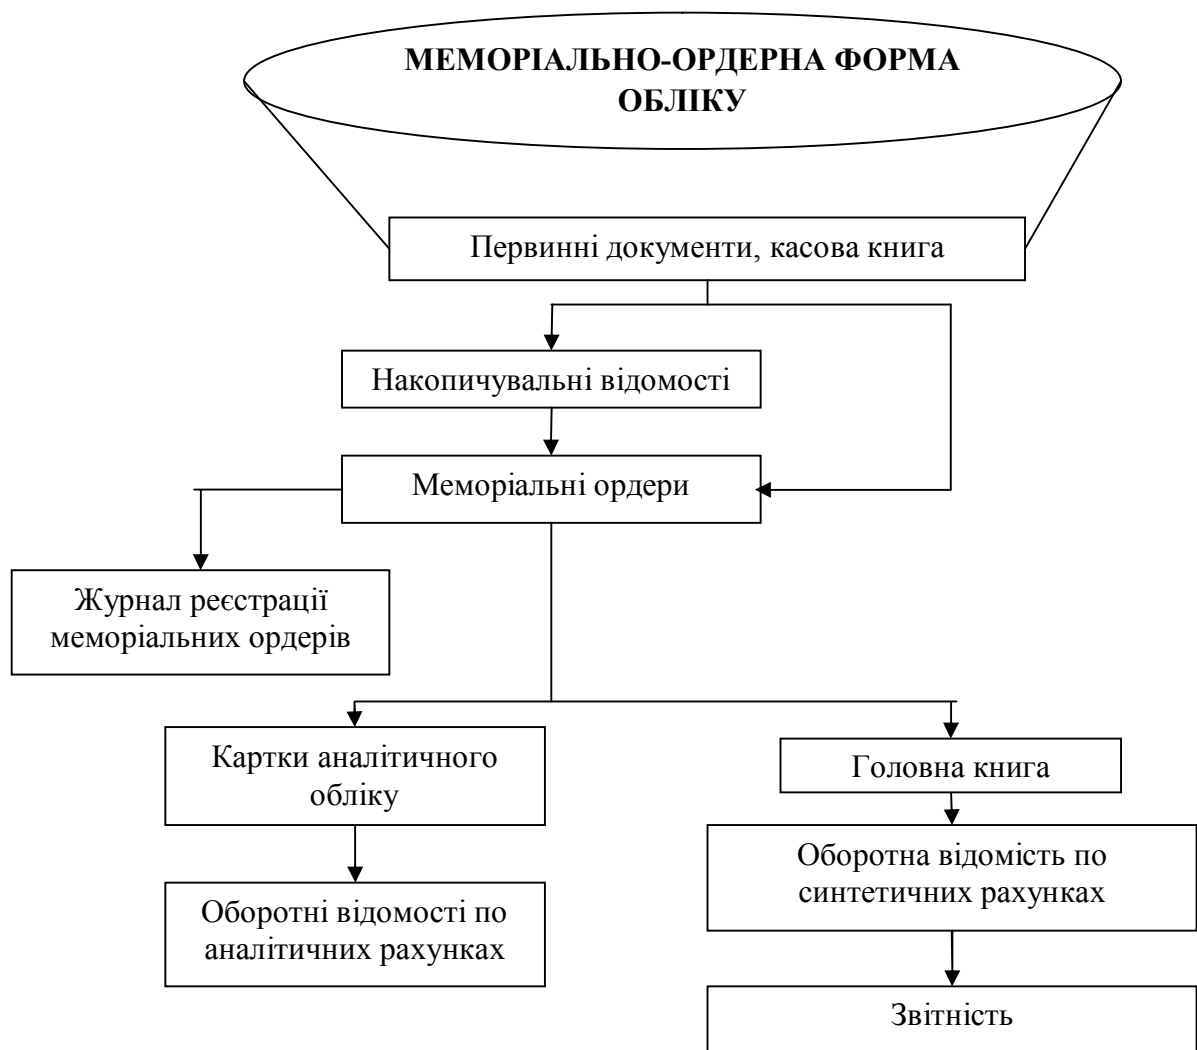 МЕМОРІАЛЬНО-ОРДЕРНА ФОРМА
ОБЛІКУ
Первинні документи, касова книга
Накопичувальні відомості
Меморіальні ордери
Журнал реєстрації
меморіальних ордерів
Картки аналітичного
обліку
Головна книга
Оборотна відомість по
синтетичних рахунках
Оборотні відомості по
аналітичних рахунках
Звітність